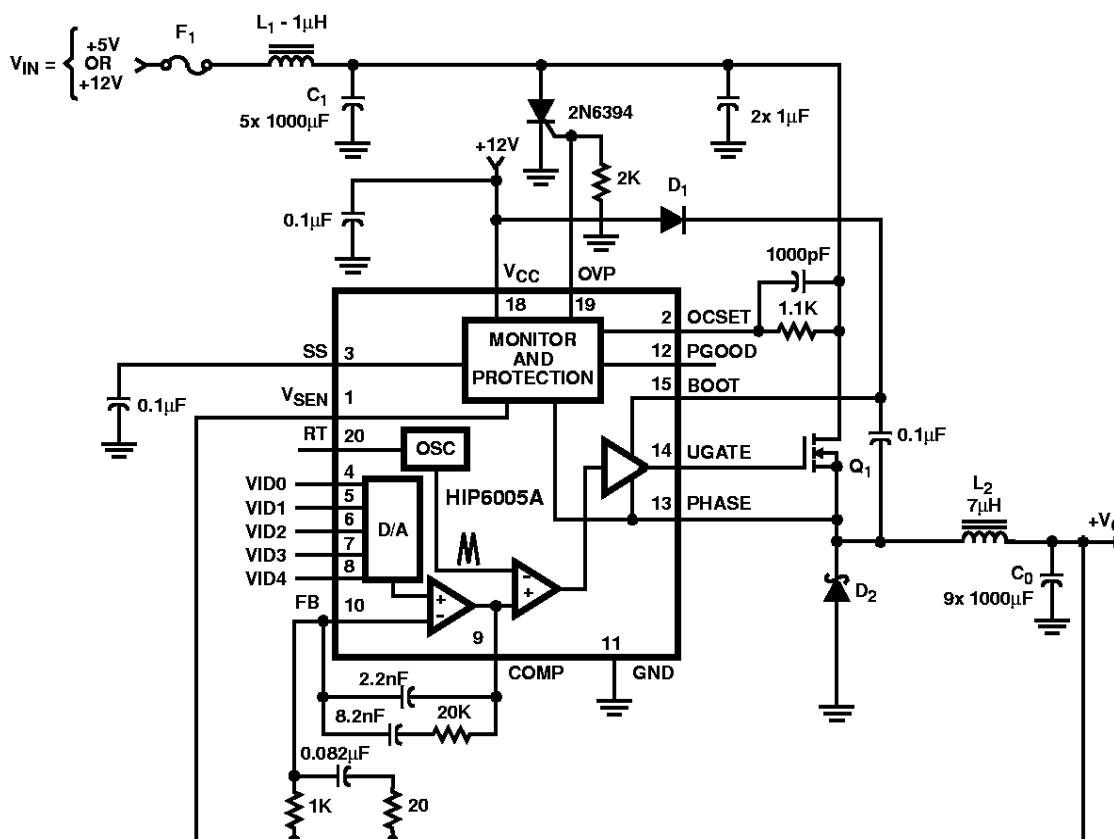 F1
L1 - 1µH
VIN =
+5V
OR
+12V
C1
5x 1000µF
2N6394
2x 1µF
+12V
2K
D1
0.1µF
1000pF
VCC
OVP
18
19
1.1K
2
OCSET
MONITOR
AND
PROTECTION
SS
3
12
PGOOD
15
BOOT
VSEN
1
0.1µF
0.1µF
RT
20
OSC
14
UGATE
Q1
VID0
4
HIP6005A
VID1
5
13
PHASE
L2
7µH
VID2
6
D/A
VID3
7
VID4
8
+
-
-
+
D2
C0
9x 1000µF
FB
10
9
11
COMP
GND
2.2nF
8.2nF
20K
0.082µF
1K
20